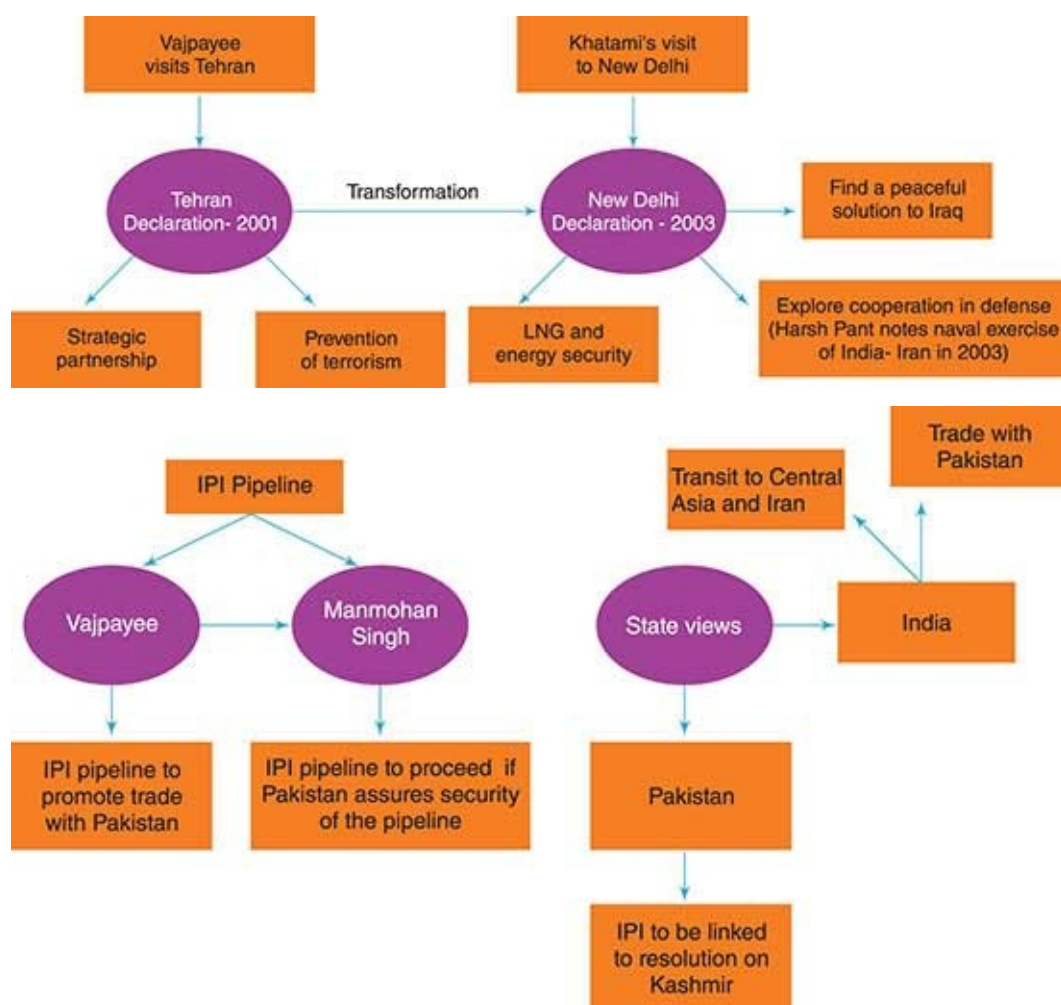 Vajpayee
visits Tehran
Khatami's visit
to New Delhi
Tehran
Declaration- 2001
Transformation
New Delhi
Declaration - 2003
Find a peaceful
solution to Iraq
Strategic
partnership
Prevention
of terrorism
LNG and
energy security
Explore cooperation in defense
(Harsh Pant notes naval exercise
of India- Iran in 2003)
IPI Pipeline
Vajpayee
Manmohan
Singh
IPI pipeline to
promote trade
with Pakistan
IPI pipeline to proceed if
Pakistan assures security
of the pipeline
Transit to Central
Asia and Iran
Trade with
Pakistan
State views
India
Pakistan
IPI to be linked
to resolution on
Kashmir